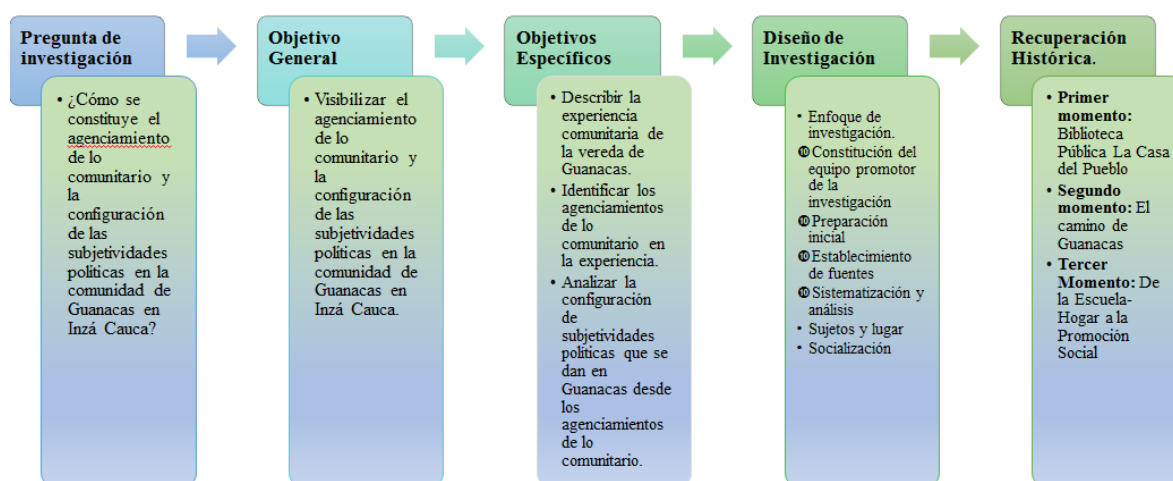 Pregunta de
investigación
• ¿Cómo se
constituye el
agenciamiento
de lo
comunitario y
la
configuración
de las
subjetividades
políticas en la
comunidad de
Guanacas en
Inzá Cauca?
Objetivo
General
• Visibilizar el
agenciamiento
de lo
comunitario y
la
configuración
de las
subjetividades
políticas en la
comunidad de
Guanacas en
Inzá Cauca.
Objetivos
Específicos
• Describir la
experiencia
comunitaria de
la vereda de
Guanacas.
• Identificar los
agenciamientos
de lo
comunitario en
la experiencia.
• Analizar la
configuración
de
subjetividades
políticas que se
dan en
Guanacas desde
los
agenciamientos
de lo
comunitario.
Diseño de
Investigación
• Enfoque de
investigación.
❿Constitución del
equipo promotor
de la
investigación
❿Preparación
inicial
❿Establecimiento
de fuentes
❿Sistematización y
análisis
• Sujetos y lugar
• Socialización
Recuperación
Histórica.
• Primer
momento:
Biblioteca
Pública La Casa
del Pueblo
• Segundo
momento: El
camino de
Guanacas
• Tercer
Momento: De
la Escuela-
Hogar a la
Promoción
Social